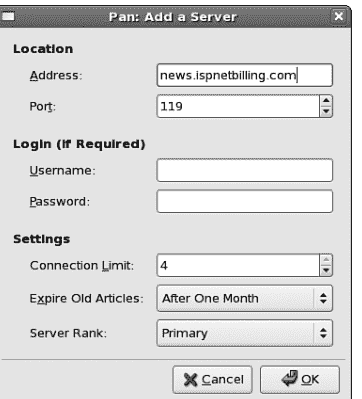 Pan: Add a Server
Location
Address: news.ispnetbilling.com
Port: 119
Login (if Required)
Username:
Password:
Settings
Connection Limit: 4
Expire Old Articles: After One Month
Server Rank: Primary
Cancel OK